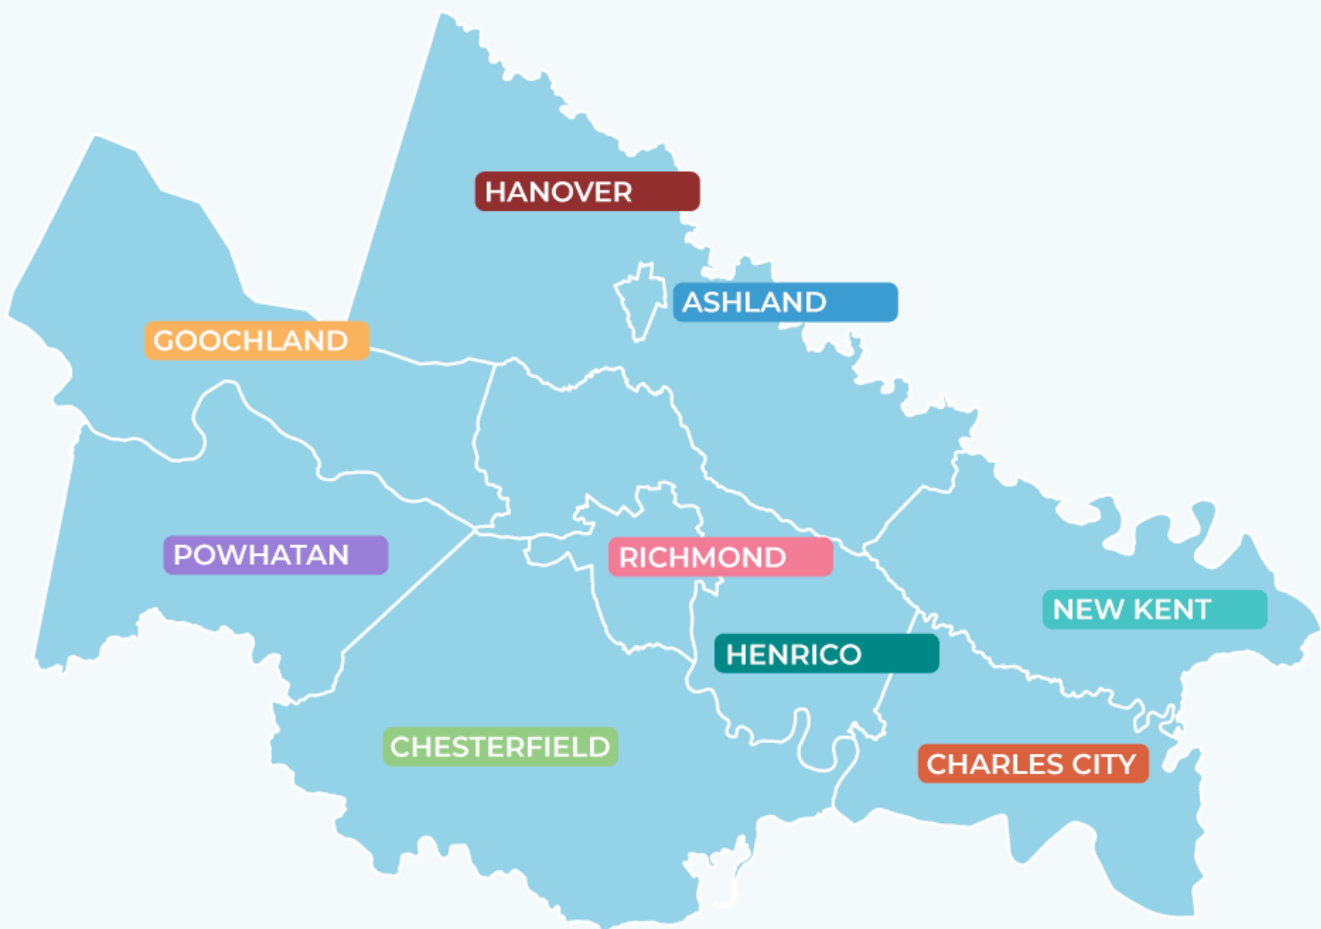 HANOVER
ASHLAND
GOOCHLAND
POWHATAN
RICHMOND
NEW KENT
HENRICO
CHESTERFIELD
CHARLES CITY